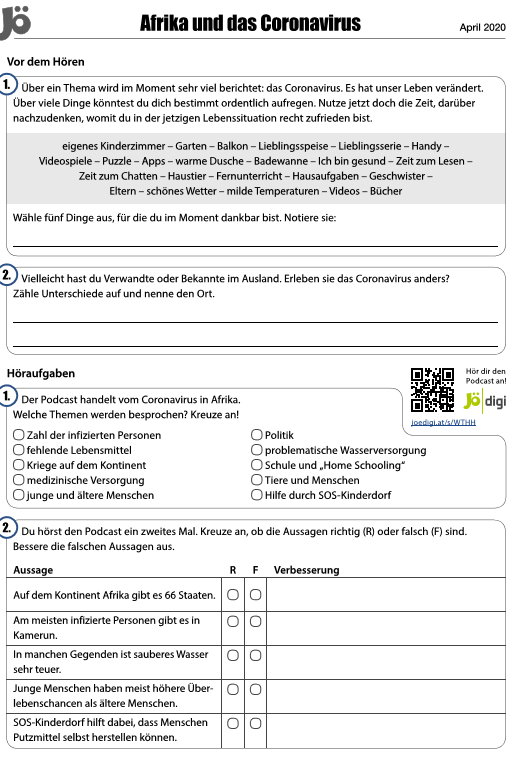 Jö
Afrika und das Coronavirus
April 2020
Vor dem Hören
1. Über ein Thema wird im Moment sehr viel berichtet: das Coronavirus. Es hat unser Leben verändert.
Über viele Dinge könntest du dich bestimmt ordentlich aufregen. Nutze jetzt doch die Zeit, darüber
nachzudenken, womit du in der jetzigen Lebenssituation recht zufrieden bist.
eigenes Kinderzimmer – Garten – Balkon – Lieblingsspeise – Lieblingsserie – Handy –
Videospiele – Puzzle – Apps – warme Dusche – Badewanne – Ich bin gesund – Zeit zum Lesen –
Zeit zum Chatten – Haustier – Fernunterricht – Hausaufgaben – Geschwister –
Eltern – schönes Wetter – milde Temperaturen – Videos – Bücher
Wähle fünf Dinge aus, für die du im Moment dankbar bist. Notiere sie:
2. Vielleicht hast du Verwandte oder Bekannte im Ausland. Erleben sie das Coronavirus anders?
Zähle Unterschiede auf und nenne den Ort.
Höraufgaben
Hör dir den
Podcast an!
Jö digi
joedigi.at/s/WTHH
1. Der Podcast handelt vom Coronavirus in Afrika.
Welche Themen werden besprochen? Kreuze an!
Zahl der infizierten Personen
fehlende Lebensmittel
Kriege auf dem Kontinent
medizinische Versorgung
junge und ältere Menschen
Politik
problematische Wasserversorgung
Schule und „Home Schooling“
Tiere und Menschen
Hilfe durch SOS-Kinderdorf
2. Du hörst den Podcast ein zweites Mal. Kreuze an, ob die Aussagen richtig (R) oder falsch (F) sind.
Bessere die falschen Aussagen aus.
Aussage R F Verbesserung
Auf dem Kontinent Afrika gibt es 66 Staaten.
Am meisten infizierte Personen gibt es in
Kamerun.
In manchen Gegenden ist sauberes Wasser
sehr teuer.
Junge Menschen haben meist höhere Über-
lebenschancen als ältere Menschen.
SOS-Kinderdorf hilft dabei, dass Menschen
Putzmittel selbst herstellen können.